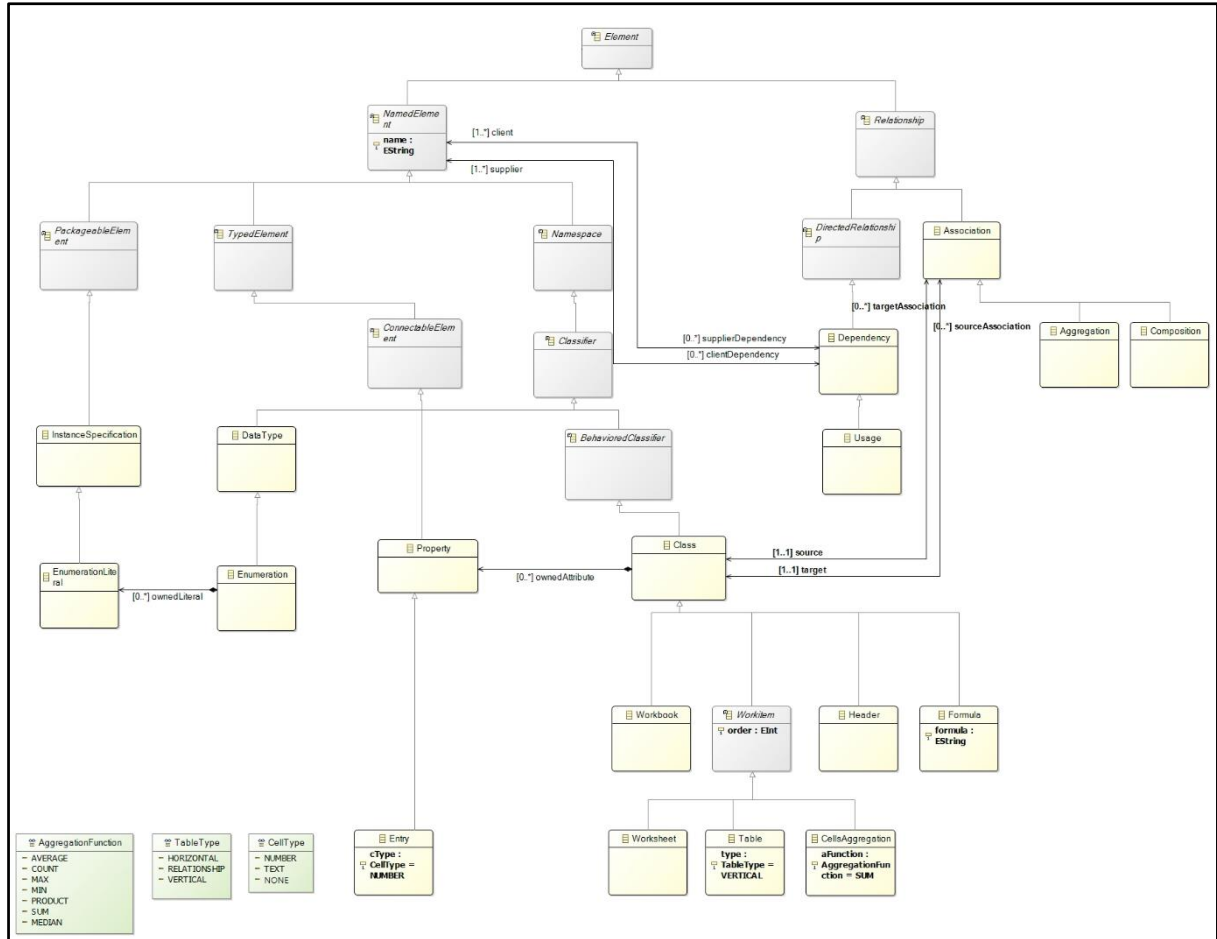 Element
NamedEleme
nt
name :
EString
Relationship
[1..*] client
[1..*] supplier
PackageableElem
ent
TypedElement
Namespace
DirectedRelationshi
p
Association
[0..*] targetAssociation
[0..*] sourceAssociation
ConnectableElem
ent
Classifier
[0..*] supplierDependency
[0..*] clientDependency
Dependency
Aggregation
Composition
InstanceSpecification
DataType
BehavioredClassifier
Usage
EnumerationLite
ral
[0..*] ownedLiteral
Enumeration
Property
[0..*] ownedAttribute
Class
[1..1] source
[1..1] target
Workbook
WorkItem
order : EInt
Header
Formula
formula :
EString
AggregationFunction
AVERAGE
COUNT
MAX
MIN
PRODUCT
SUM
MEDIAN
TableType
HORIZONTAL
RELATIONSHIP
VERTICAL
CellType
NUMBER
TEXT
NONE
Entry
cType :
CellType =
NUMBER
Worksheet
Table
type :
TableType =
VERTICAL
CellsAggregation
aFunction :
AggregationFun
ction = SUM